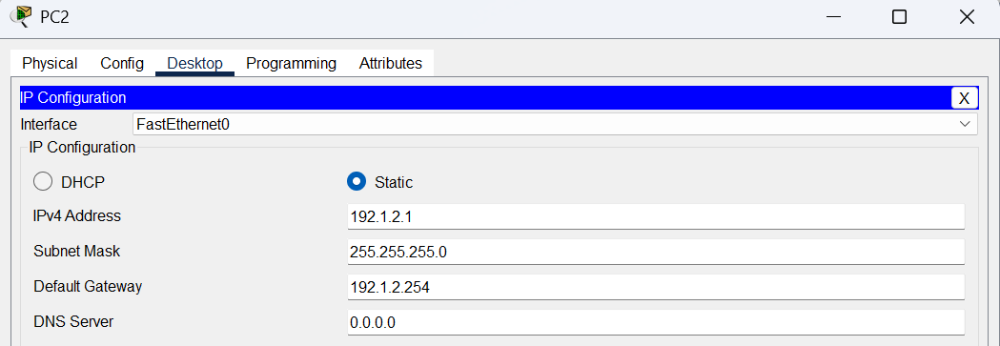 PC2
Physical Config Desktop Programming Attributes
IP Configuration X
Interface FastEthernet0
IP Configuration
DHCP Static
IPv4 Address 192.1.2.1
Subnet Mask 255.255.255.0
Default Gateway 192.1.2.254
DNS Server 0.0.0.0